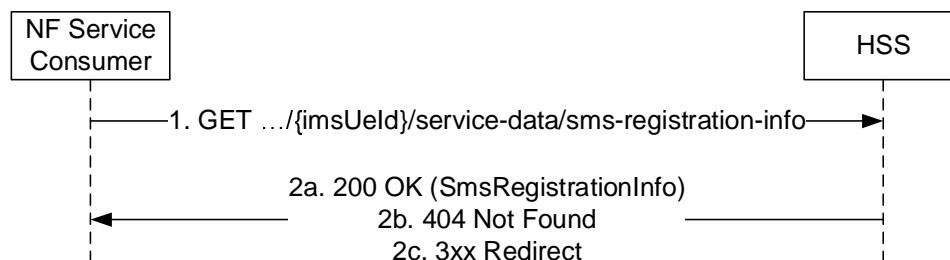 NF Service
Consumer
HSS
1. GET …/{imsUeId}/service-data/sms-registration-info
2a. 200 OK (SmsRegistrationInfo)
2b. 404 Not Found
2c. 3xx Redirect